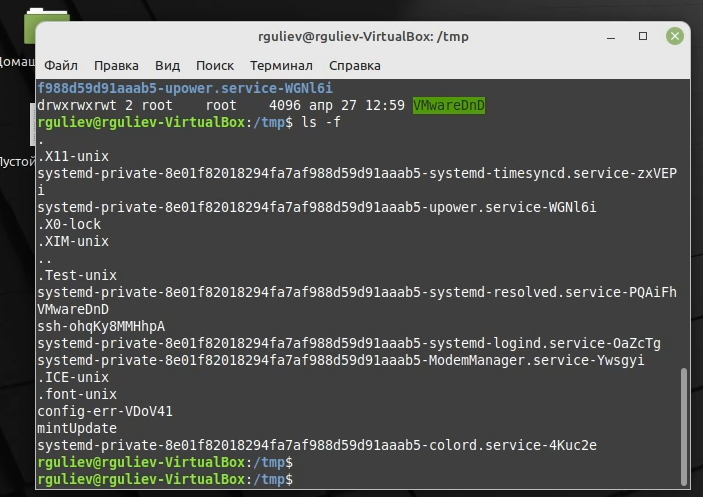 rguliev@rguliev-VirtualBox: /tmp
Файл Правка Вид Поиск Терминал Справка
f988d59d91aaab5-upower.service-WGNl6i
drwxrwxrwt 2 root root 4096 апр 27 12:59 VMwareDnD
rguliev@rguliev-VirtualBox:/tmp$ ls -f
.
.X11-unix
systemd-private-8e01f82018294fa7af988d59d91aaab5-systemd-timesyncd.service-zxVEP
i
systemd-private-8e01f82018294fa7af988d59d91aaab5-upower.service-WGNl6i
.X0-lock
.XIM-unix
..
.Test-unix
systemd-private-8e01f82018294fa7af988d59d91aaab5-systemd-resolved.service-PQAiFh
VMwareDnD
ssh-ohqKy8MMHhpA
systemd-private-8e01f82018294fa7af988d59d91aaab5-systemd-logind.service-OaZcTg
systemd-private-8e01f82018294fa7af988d59d91aaab5-ModemManager.service-Ywsgyi
.ICE-unix
.font-unix
config-err-VDoV41
mintUpdate
systemd-private-8e01f82018294fa7af988d59d91aaab5-colord.service-4Kuc2e
rguliev@rguliev-VirtualBox:/tmp$
rguliev@rguliev-VirtualBox:/tmp$